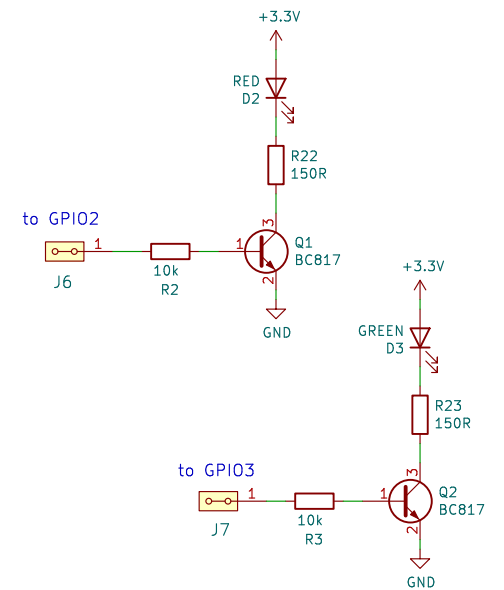 +3.3V
RED
D2
R22
150R
to GPIO2
1
J6
10k
R2
1
3
2
Q1
BC817
GND
+3.3V
GREEN
D3
R23
150R
to GPIO3
1
J7
10k
R3
1
3
2
Q2
BC817
GND